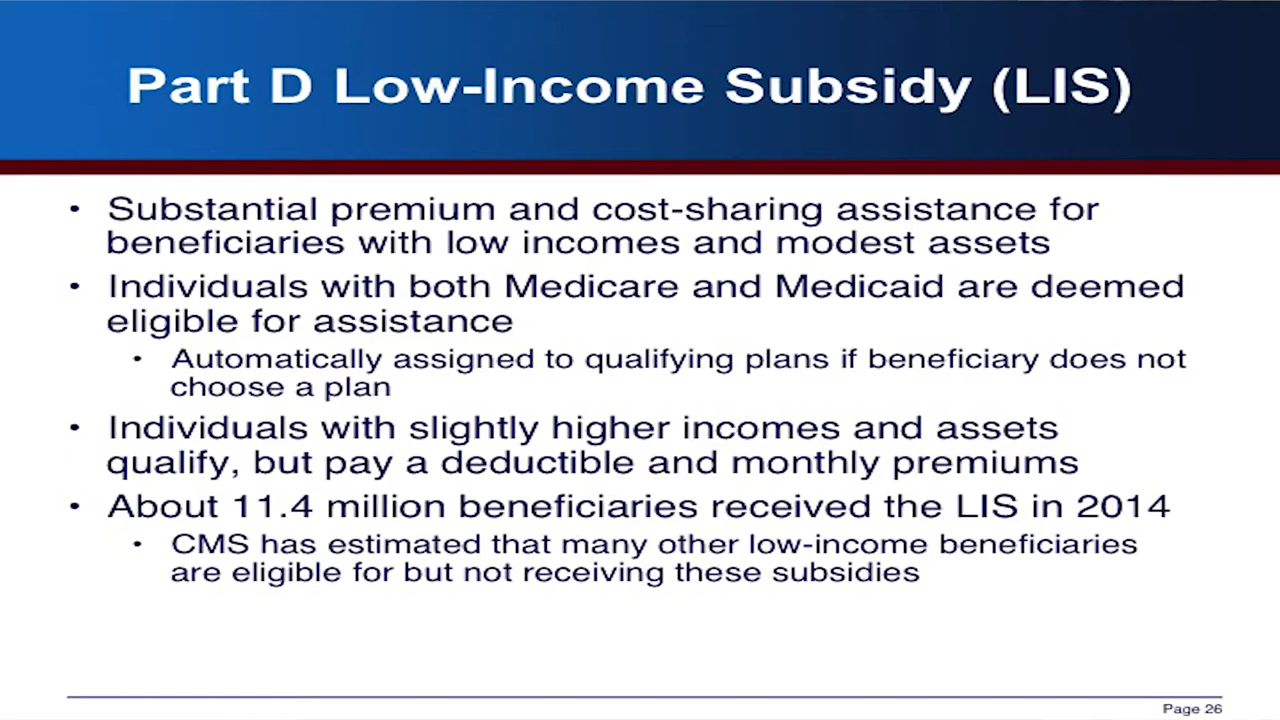 Part D Low-Income Subsidy (LIS)
• Substantial premium and cost-sharing assistance for
beneficiaries with low incomes and modest assets
• Individuals with both Medicare and Medicaid are deemed
eligible for assistance
• Automatically assigned to qualifying plans if beneficiary does not
choose a plan
• Individuals with slightly higher incomes and assets
qualify, but pay a deductible and monthly premiums
• About 11.4 million beneficiaries received the LIS in 2014
• CMS has estimated that many other low-income beneficiaries
are eligible for but not receiving these subsidies
Page 26